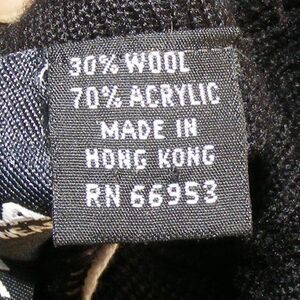 30% WOOL
70% ACRYLIC
MADE IN
HONG KONG
RN 66953